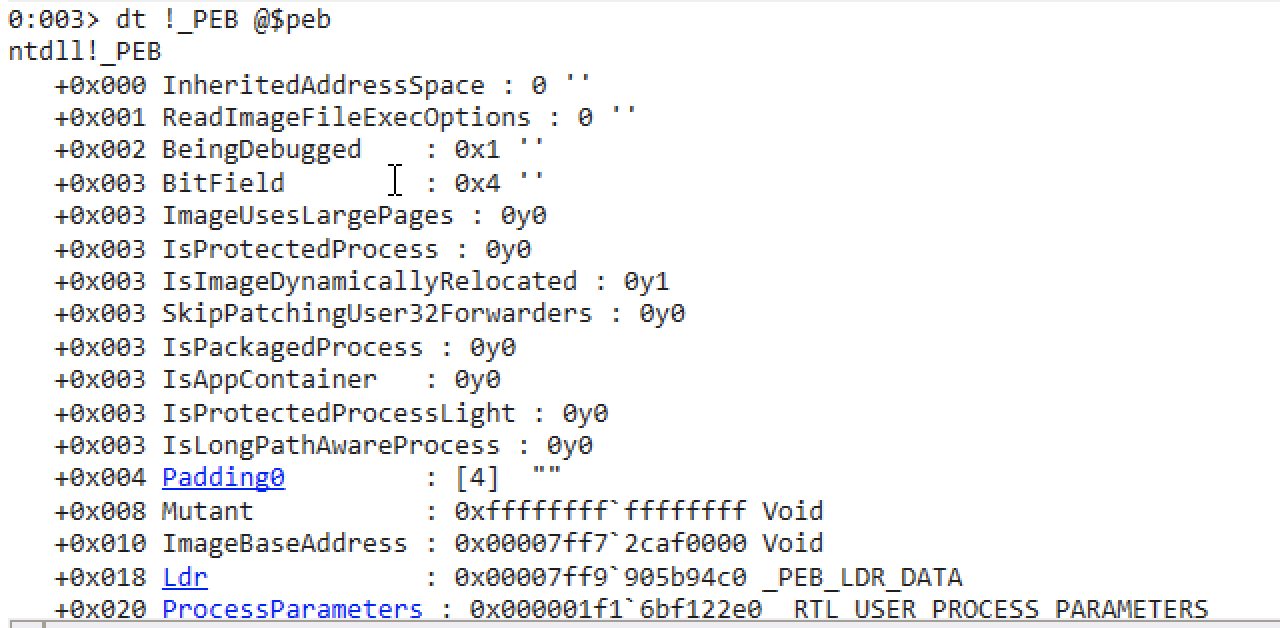 0:003> dt !_PEB @$peb
ntdll!_PEB
+0x000 InheritedAddressSpace : 0 ''
+0x001 ReadImageFileExecOptions : 0 ''
+0x002 BeingDebugged    : 0x1 ''
+0x003 BitField         : 0x4 ''
+0x003 ImageUsesLargePages : 0y0
+0x003 IsProtectedProcess : 0y0
+0x003 IsImageDynamicallyRelocated : 0y1
+0x003 SkipPatchingUser32Forwarders : 0y0
+0x003 IsPackagedProcess : 0y0
+0x003 IsAppContainer   : 0y0
+0x003 IsProtectedProcessLight : 0y0
+0x003 IsLongPathAwareProcess : 0y0
+0x004 Padding0         : [4]  ""
+0x008 Mutant           : 0xffffffff`ffffffff Void
+0x010 ImageBaseAddress : 0x00007ff7`2caf0000 Void
+0x018 Ldr              : 0x00007ff9`905b94c0 _PEB_LDR_DATA
+0x020 ProcessParameters : 0x000001f1`6bf122e0 _RTL_USER_PROCESS_PARAMETERS